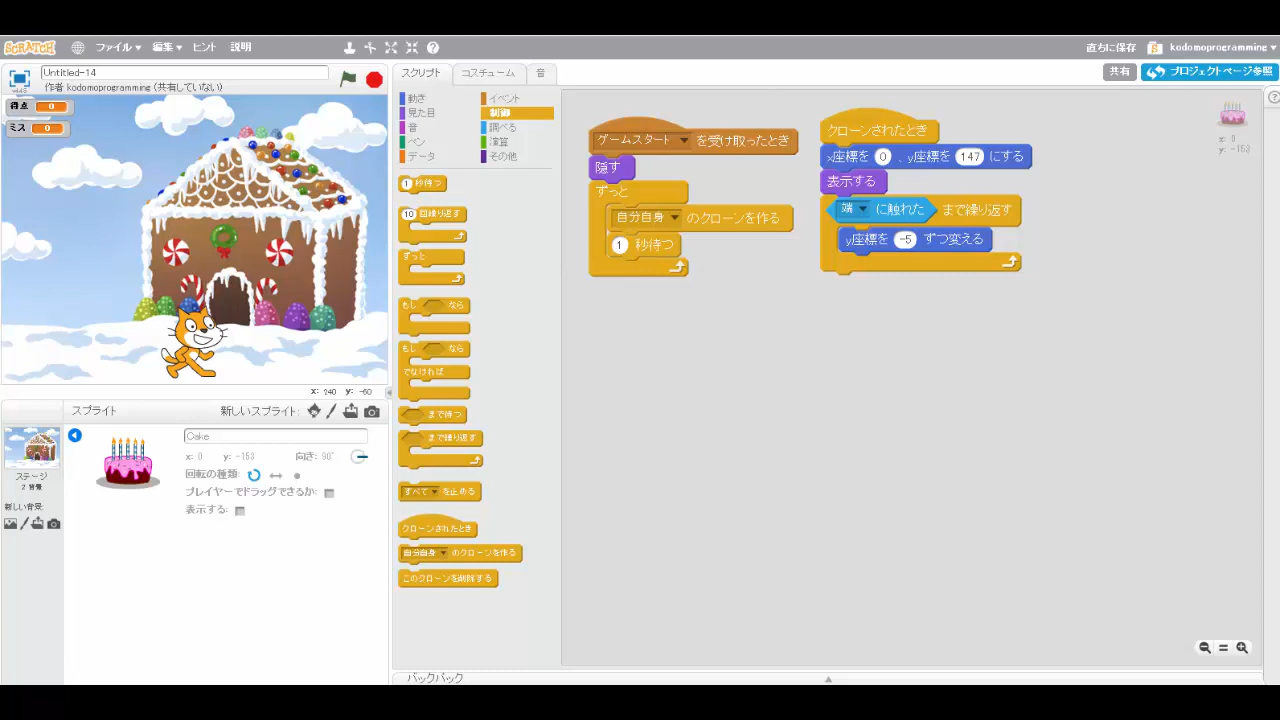 SCRATCH ファイル 編集 ヒント 説明 直ちに保存 kodomoprogramming
Untitled-14
作者 kodomoprogramming (共有していない)
得点 0
ミス 0
x: 240 y: -60
スプライト 新しいスプライト:
ステージ
2 背景
新しい背景:
Cake
x: 0 y: -153 向き: 90°
回転の種類:
プレイヤーでドラッグできるか:
表示する:
スクリプト コスチューム 音
共有 プロジェクトページ参照
動き イベント
見た目 制御
音 調べる
ペン 演算
データ その他
1 秒待つ
10 回繰り返す
ずっと
もし なら
もし なら
でなければ
まで待つ
まで繰り返す
すべて を止める
クローンされたとき
自分自身 のクローンを作る
このクローンを削除する
ゲームスタート を受け取ったとき
隠す
ずっと
自分自身 のクローンを作る
1 秒待つ
クローンされたとき
x座標を 0 、y座標を 147 にする
表示する
端 に触れた まで繰り返す
y座標を -5 ずつ変える
x: 0
y: -153
バックパック